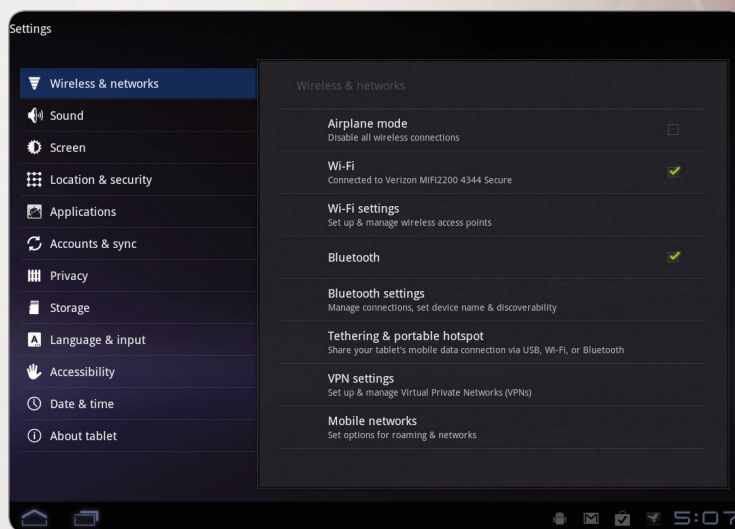 Settings
Wireless & networks
Sound
Screen
Location & security
Applications
Accounts & sync
Privacy
Storage
Language & input
Accessibility
Date & time
About tablet
Wireless & networks
Airplane mode
Disable all wireless connections
Wi-Fi
Connected to Verizon MiFi2200 4344 Secure
Wi-Fi settings
Set up & manage wireless access points
Bluetooth
Bluetooth settings
Manage connections, set device name & discoverability
Tethering & portable hotspot
Share your tablet's mobile data connection via USB, Wi-Fi, or Bluetooth
VPN settings
Set up & manage Virtual Private Networks (VPNs)
Mobile networks
Set options for roaming & networks
5:07